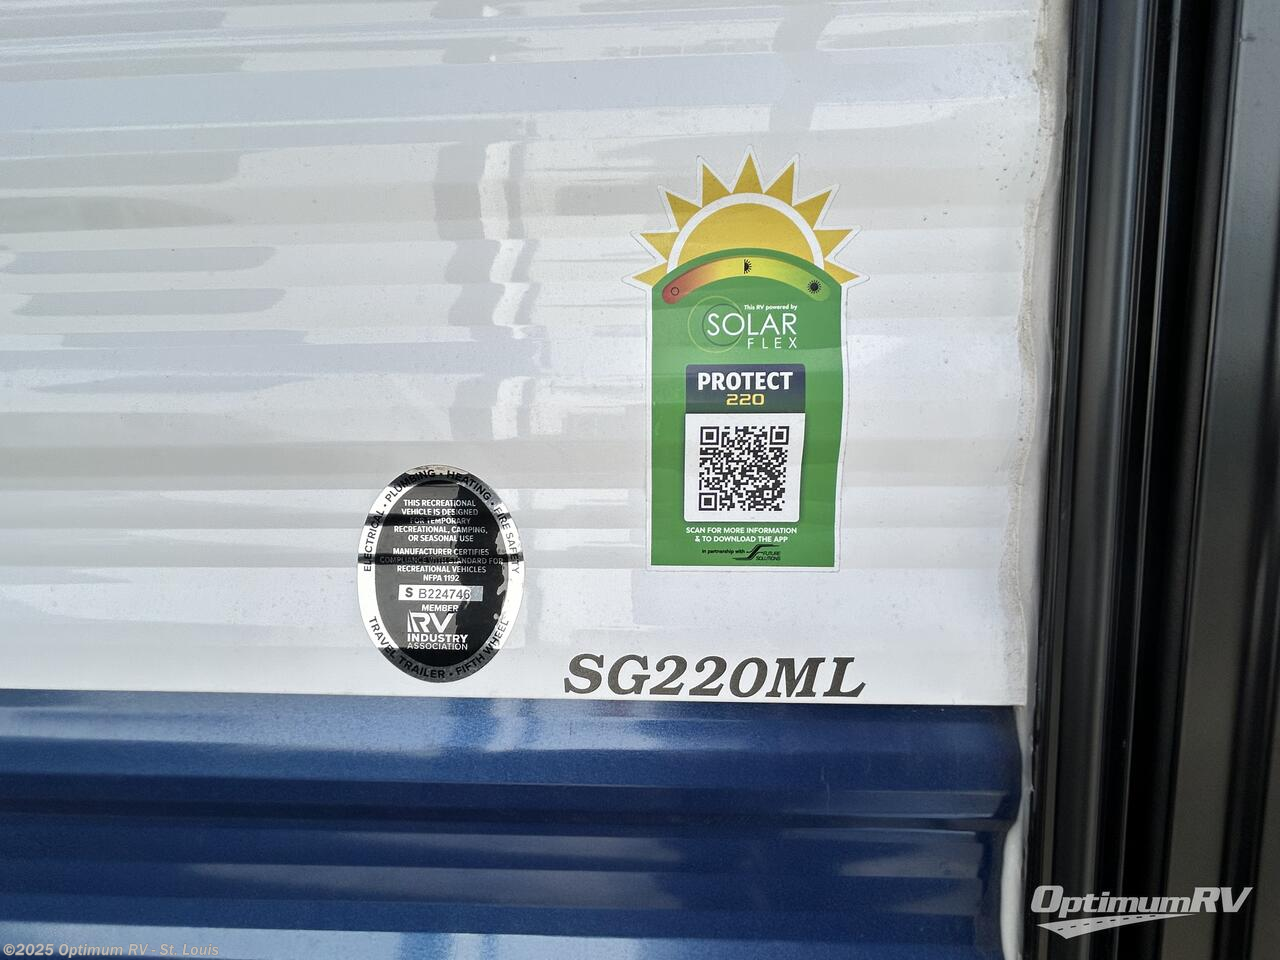 This RV powered by
SOLAR
FLEX
PROTECT
220
SCAN FOR MORE INFORMATION
& TO DOWNLOAD THE APP
in partnership with FUTURE
SOLUTIONS
ELECTRICAL • PLUMBING • HEATING • FIRE SAFETY
THIS RECREATIONAL
VEHICLE IS DESIGNED
FOR TEMPORARY
RECREATIONAL, CAMPING,
OR SEASONAL USE
MANUFACTURER CERTIFIES
COMPLIANCE WITH STANDARD FOR
RECREATIONAL VEHICLES
NFPA 1192
S B224746
MEMBER
RV
INDUSTRY
ASSOCIATION
TRAVEL TRAILER • FIFTH WHEEL
SG220ML
OptimumRV
©2025 Optimum RV - St. Louis